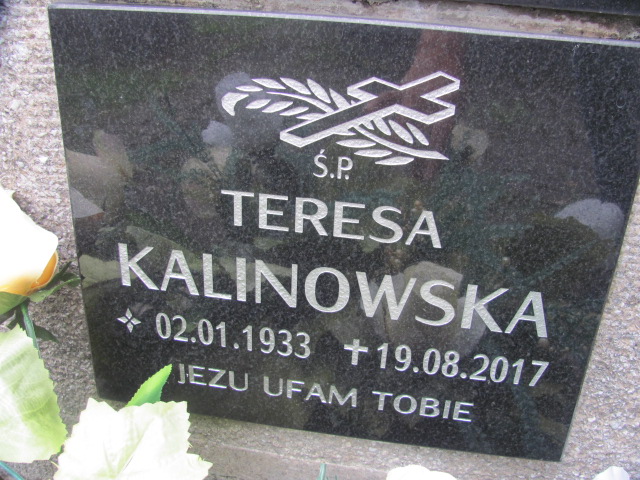 Ś.P.
TERESA
KALINOWSKA
02.01.1933 19.08.2017
JEZU UFAM TOBIE